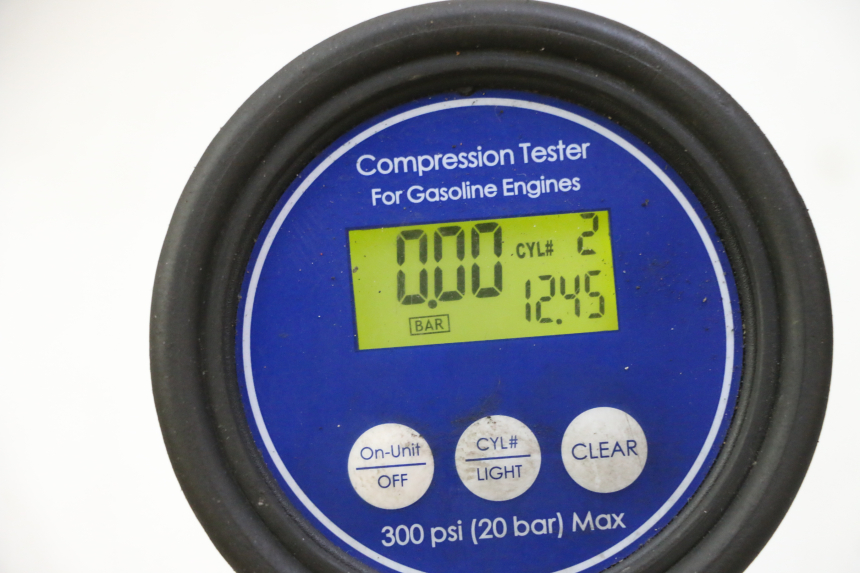 Compression Tester
For Gasoline Engines
0.00 CYL# 2
12.45
BAR
On-Unit
OFF
CYL#
LIGHT
CLEAR
300 psi (20 bar) Max